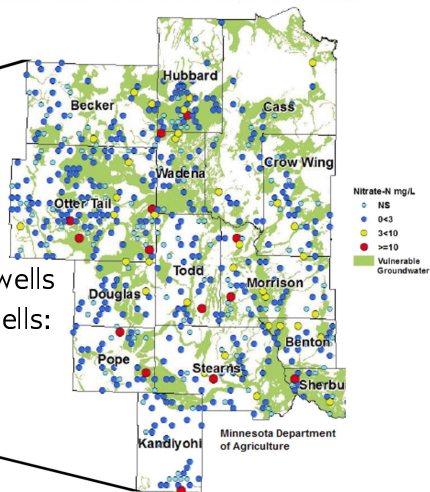 Hubbard
Becker
Cass
Crow Wing
Wadena
Nitrate-N mg/L
NS
0<3
3<10
>=10
Vulnerable
Groundwater
Otter Tail
wells
Todd
Morrison
Douglas
ells:
Benton
Pope
Stearns
Sherbu
Minnesota Department
of Agriculture
Kandiyohi